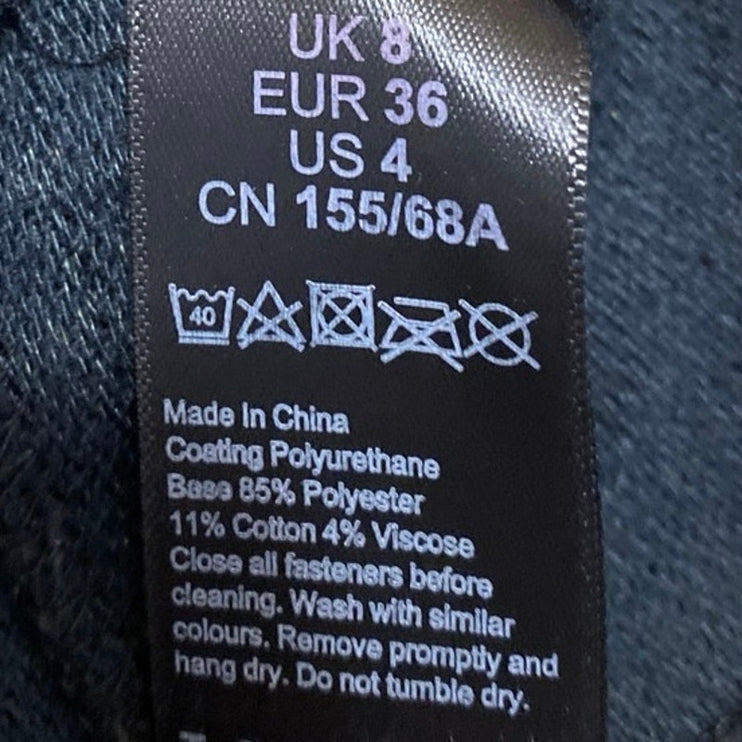 UK 8
EUR 36
US 4
CN 155/68A
40
Made In China
Coating Polyurethane
Base 85% Polyester
11% Cotton 4% Viscose
Close all fasteners before
cleaning. Wash with similar
colours. Remove promptly and
hang dry. Do not tumble dry.